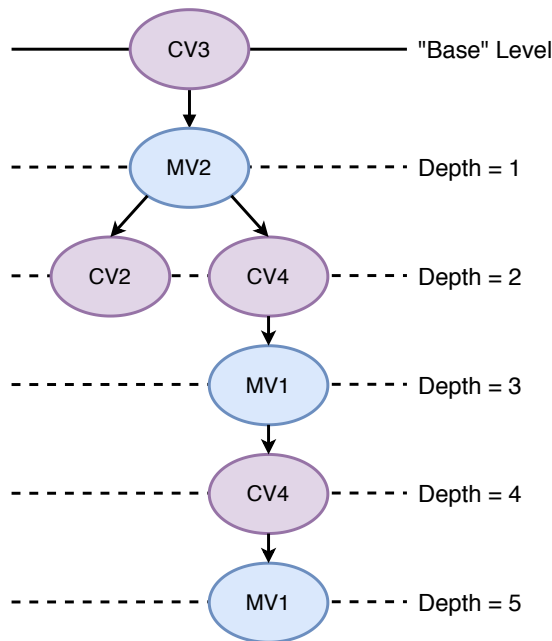 CV3 "Base" Level
MV2 Depth = 1
CV2 CV4 Depth = 2
MV1 Depth = 3
CV4 Depth = 4
MV1 Depth = 5